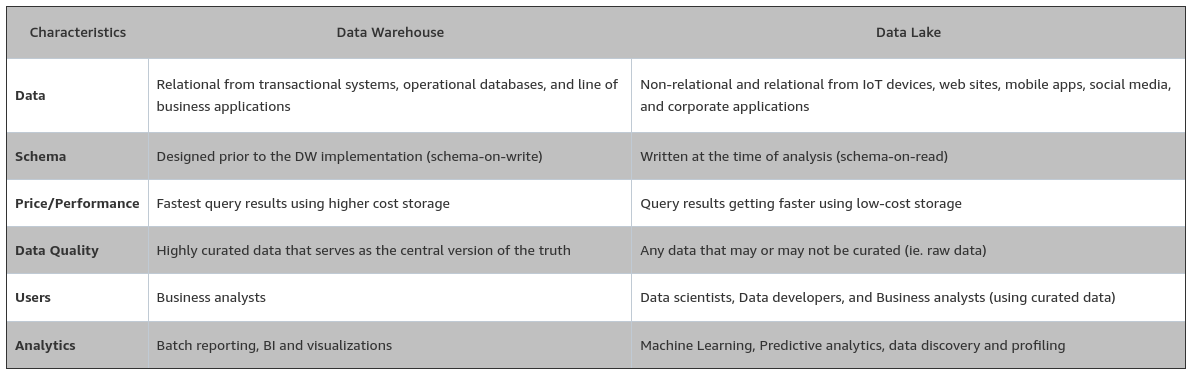 Characteristics
Data Warehouse
Data Lake
Data
Relational from transactional systems, operational databases, and line of
business applications
Non-relational and relational from IoT devices, web sites, mobile apps, social media,
and corporate applications
Schema
Designed prior to the DW implementation (schema-on-write)
Written at the time of analysis (schema-on-read)
Price/Performance
Fastest query results using higher cost storage
Query results getting faster using low-cost storage
Data Quality
Highly curated data that serves as the central version of the truth
Any data that may or may not be curated (ie. raw data)
Users
Business analysts
Data scientists, Data developers, and Business analysts (using curated data)
Analytics
Batch reporting, BI and visualizations
Machine Learning, Predictive analytics, data discovery and profiling